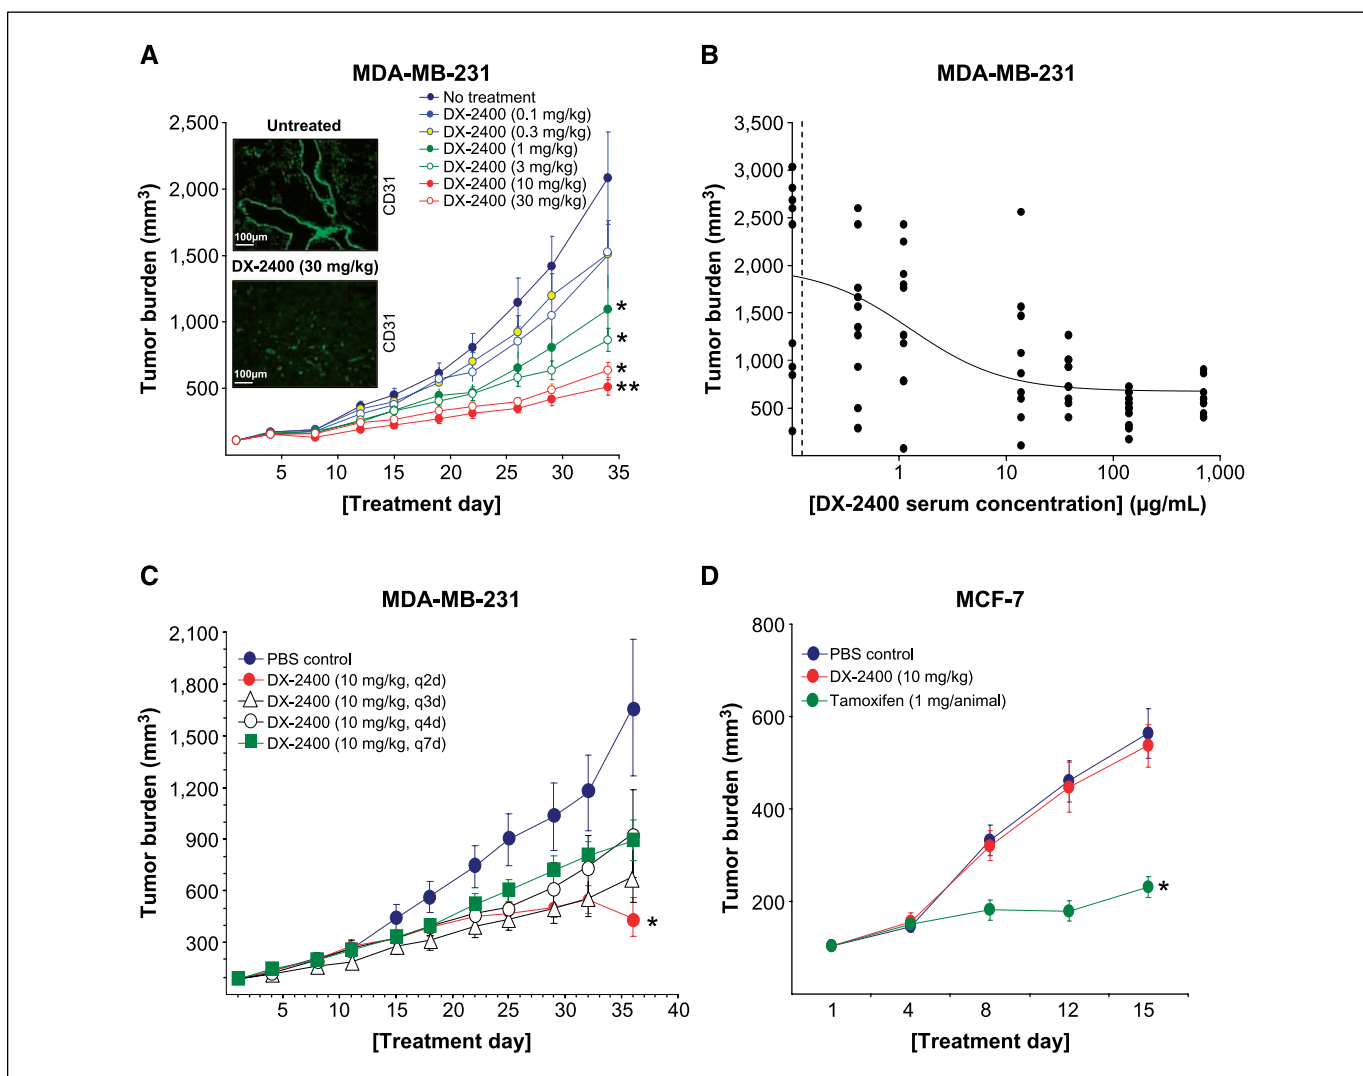 A
MDA-MB-231
No treatment
DX-2400 (0.1 mg/kg)
DX-2400 (0.3 mg/kg)
DX-2400 (1 mg/kg)
DX-2400 (3 mg/kg)
DX-2400 (10 mg/kg)
DX-2400 (30 mg/kg)
Untreated
CD31
100µm
DX-2400 (30 mg/kg)
CD31
100µm
Tumor burden (mm³)
2,500
2,000
1,500
1,000
500
*
*
*
**
5 10 15 20 25 30 35
[Treatment day]
B
MDA-MB-231
Tumor burden (mm³)
3,500
3,000
2,500
2,000
1,500
1,000
500
1 10 100 1,000
[DX-2400 serum concentration] (µg/mL)
C
MDA-MB-231
PBS control
DX-2400 (10 mg/kg, q2d)
DX-2400 (10 mg/kg, q3d)
DX-2400 (10 mg/kg, q4d)
DX-2400 (10 mg/kg, q7d)
Tumor burden (mm³)
2,100
1,800
1,500
1,200
900
600
300
*
5 10 15 20 25 30 35 40
[Treatment day]
D
MCF-7
PBS control
DX-2400 (10 mg/kg)
Tamoxifen (1 mg/animal)
Tumor burden (mm³)
800
600
400
200
*
1 4 8 12 15
[Treatment day]